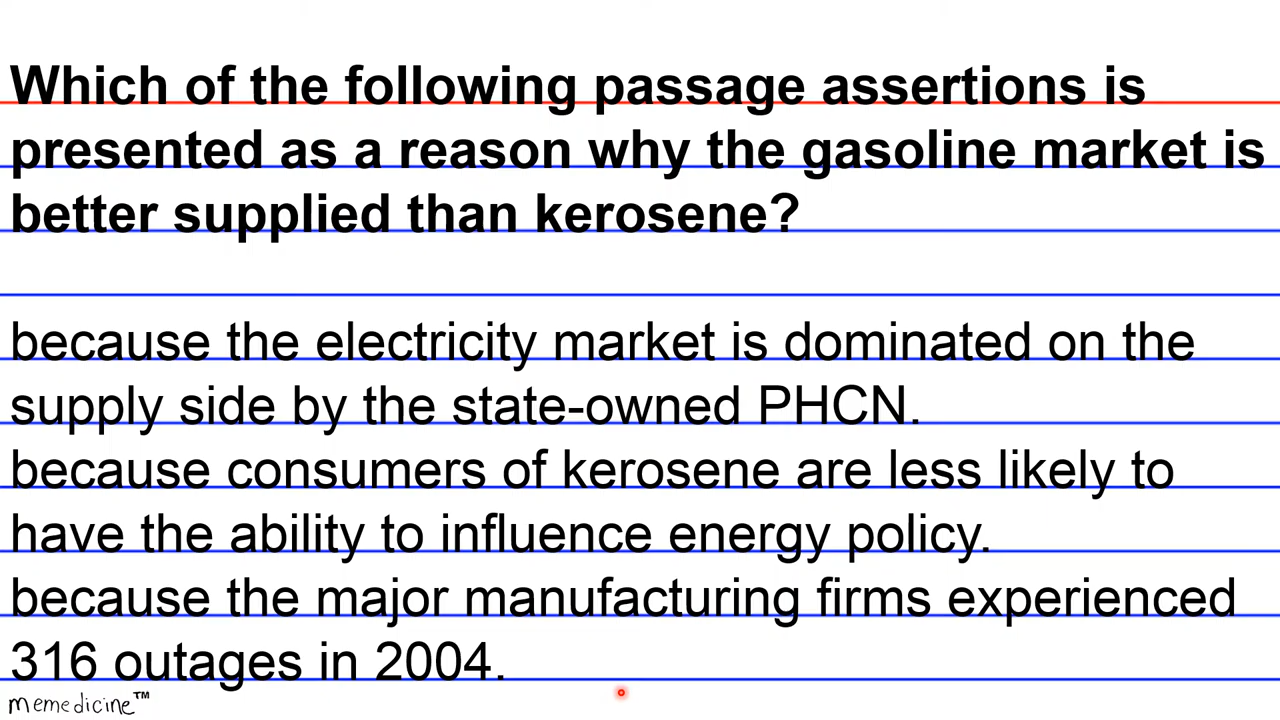 Which of the following passage assertions is
presented as a reason why the gasoline market is
better supplied than kerosene?
because the electricity market is dominated on the
supply side by the state-owned PHCN.
because consumers of kerosene are less likely to
have the ability to influence energy policy.
because the major manufacturing firms experienced
316 outages in 2004.
memedicine™